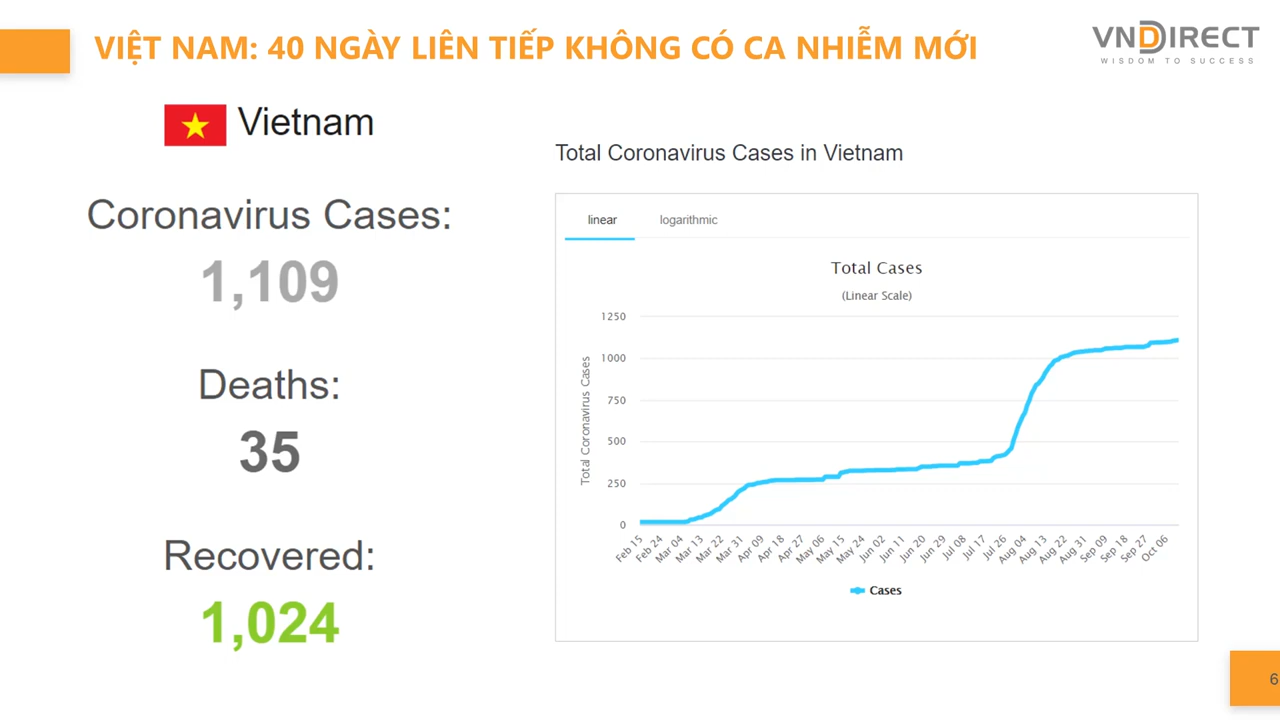 VIỆT NAM: 40 NGÀY LIÊN TIẾP KHÔNG CÓ CA NHIỄM MỚI
VNDIRECT
WISDOM TO SUCCESS
Vietnam
Coronavirus Cases:
1,109
Deaths:
35
Recovered:
1,024
Total Coronavirus Cases in Vietnam
linear
logarithmic
Total Cases
(Linear Scale)
Total Coronavirus Cases
1250
1000
750
500
250
0
Feb 15
Feb 24
Mar 04
Mar 13
Mar 22
Mar 31
Apr 09
Apr 18
Apr 27
May 06
May 15
May 24
Jun 02
Jun 11
Jun 20
Jun 29
Jul 08
Jul 17
Jul 26
Aug 04
Aug 13
Aug 22
Aug 31
Sep 09
Sep 18
Sep 27
Oct 06
Cases
6